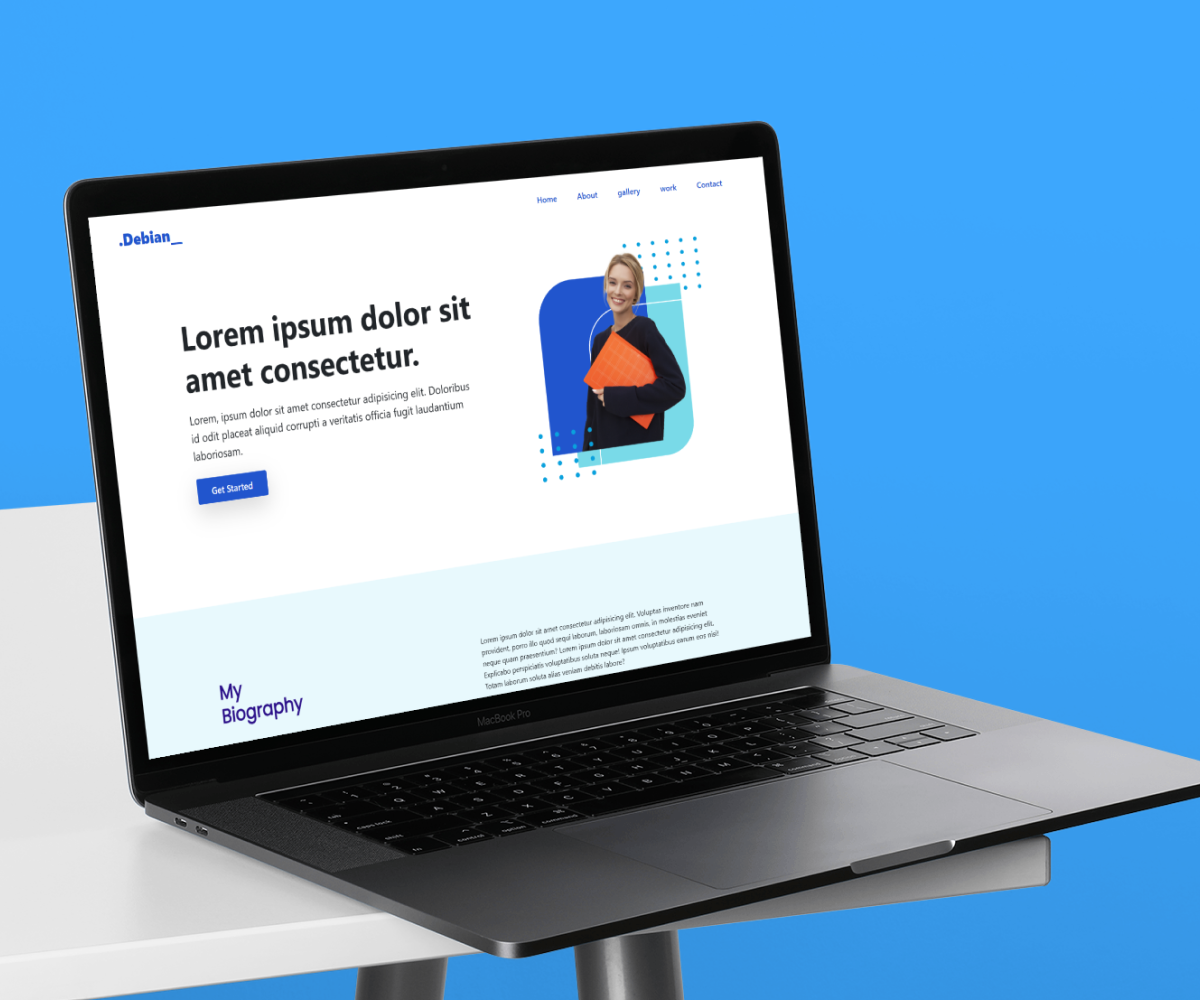 Home About gallery work Contact
.Debian__
Lorem ipsum dolor sit
amet consectetur.
Lorem, ipsum dolor sit amet consectetur adipisicing elit. Doloribus
id odit placeat aliquid corrupti a veritatis officia fugit laudantium
laboriosam.
Get Started
Lorem ipsum dolor sit amet consectetur adipisicing elit. Voluptas inventore nam
provident, porro illo quod sequi laborum, laboriosam omnis, in molestias eveniet
neque quam praesentium? Lorem ipsum dolor sit amet consectetur adipisicing elit.
Explicabo perspiciatis voluptatibus soluta neque! Ipsum voluptatibus earum eos nisi!
Totam laborum soluta alias veniam debitis labore?
My
Biography
MacBook Pro